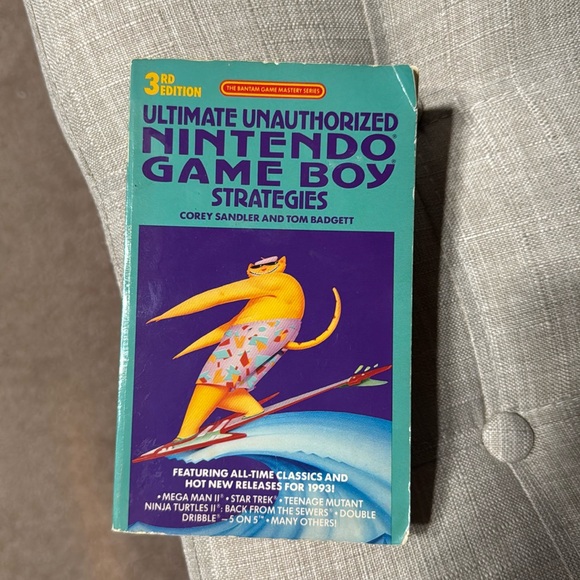 3RD EDITION
THE BANTAM GAME MASTERY SERIES
ULTIMATE UNAUTHORIZED
NINTENDO®
GAME BOY®
STRATEGIES
COREY SANDLER AND TOM BADGETT
FEATURING ALL-TIME CLASSICS AND
HOT NEW RELEASES FOR 1993!
•MEGA MAN II® • STAR TREK® • TEENAGE MUTANT
NINJA TURTLES II®: BACK FROM THE SEWERS® • DOUBLE
DRIBBLE®—5 ON 5™ • MANY OTHERS!